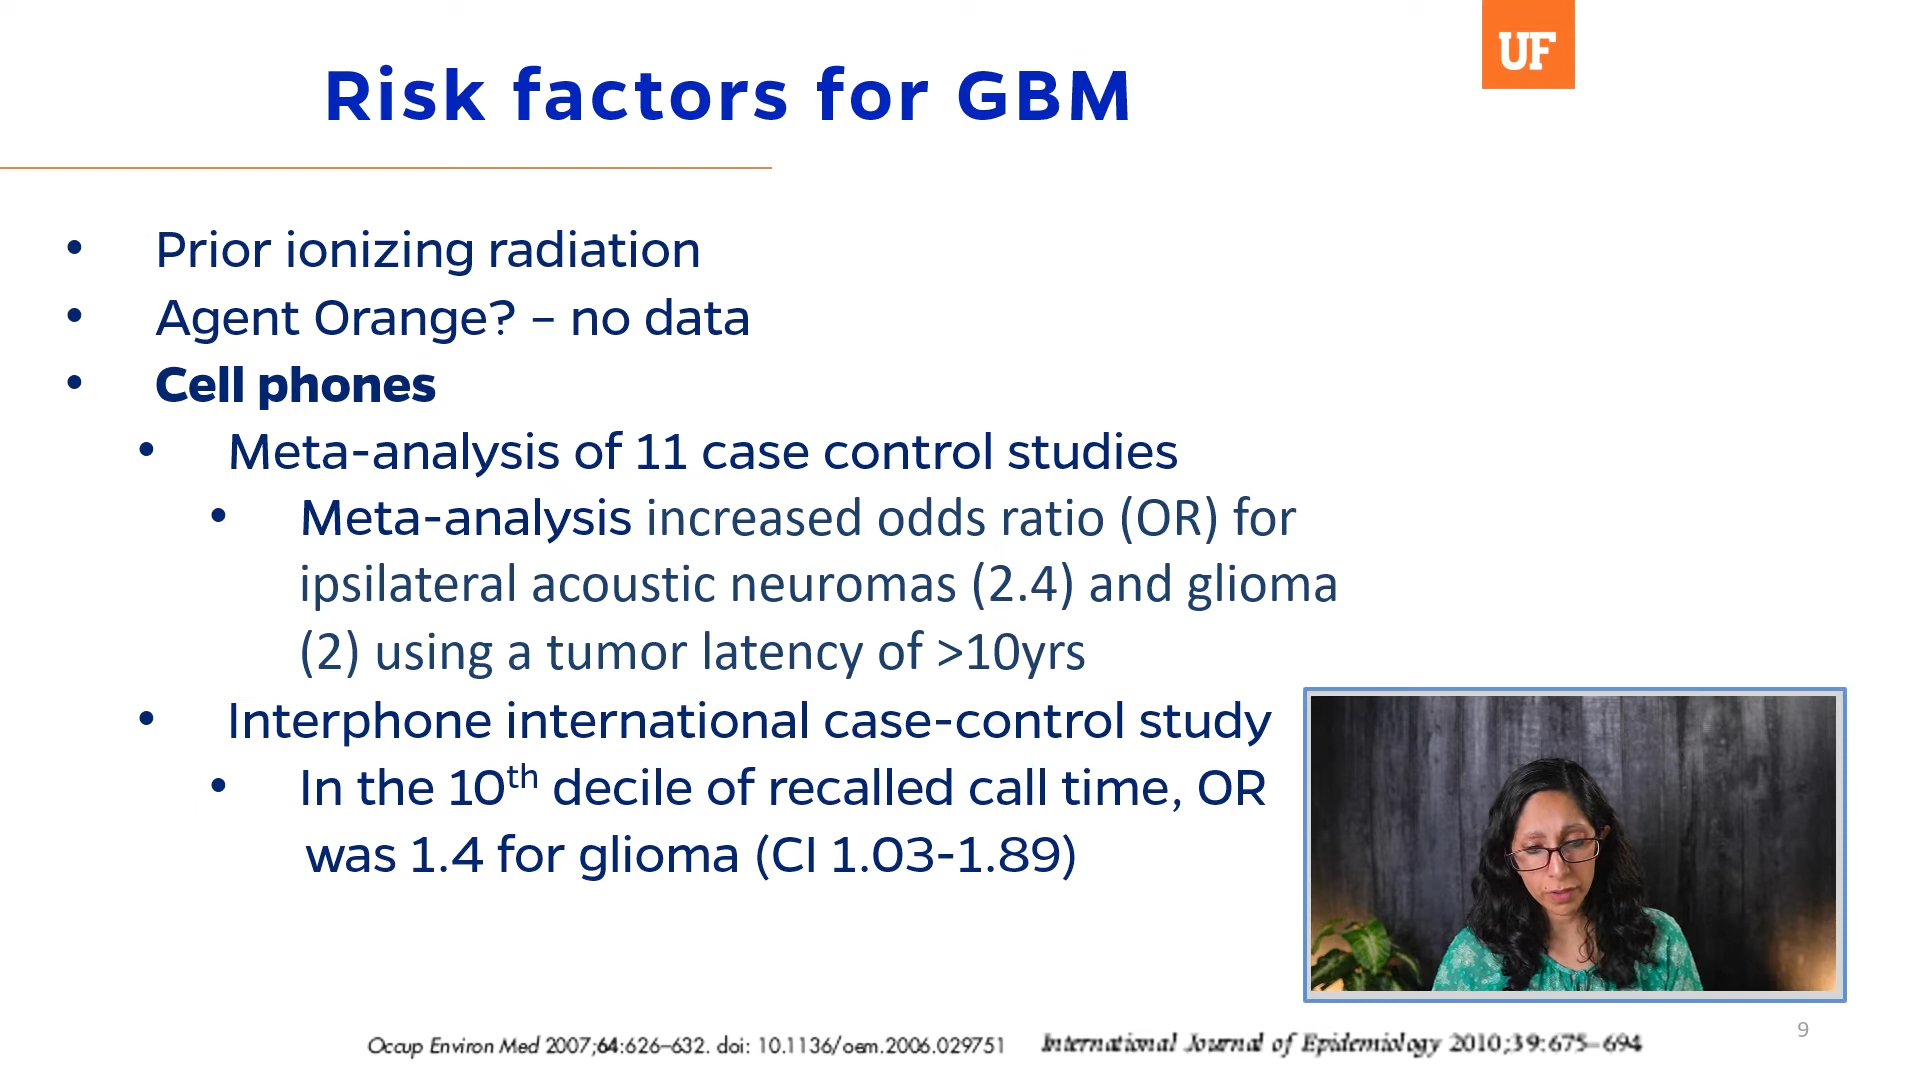 UF
Risk factors for GBM
• Prior ionizing radiation
• Agent Orange? – no data
• Cell phones
• Meta-analysis of 11 case control studies
• Meta-analysis increased odds ratio (OR) for
ipsilateral acoustic neuromas (2.4) and glioma
(2) using a tumor latency of >10yrs
• Interphone international case-control study
• In the 10th decile of recalled call time, OR
was 1.4 for glioma (CI 1.03-1.89)
Occup Environ Med 2007;64:626–632. doi: 10.1136/oem.2006.029751
International Journal of Epidemiology 2010;39:675–694
9